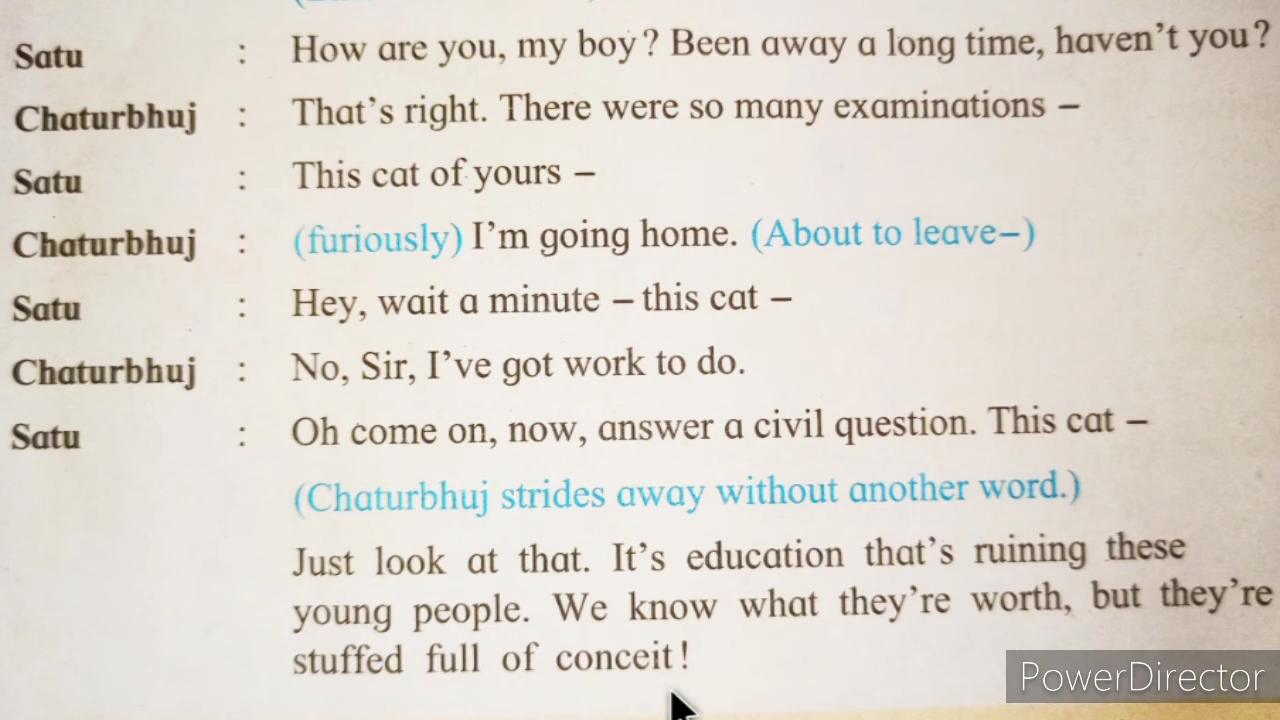 Satu : How are you, my boy? Been away a long time, haven't you?
Chaturbhuj : That's right. There were so many examinations –
Satu : This cat of yours –
Chaturbhuj : (furiously) I'm going home. (About to leave–)
Satu : Hey, wait a minute – this cat –
Chaturbhuj : No, Sir, I've got work to do.
Satu : Oh come on, now, answer a civil question. This cat –
(Chaturbhuj strides away without another word.)
Just look at that. It's education that's ruining these
young people. We know what they're worth, but they're
stuffed full of conceit!
PowerDirector